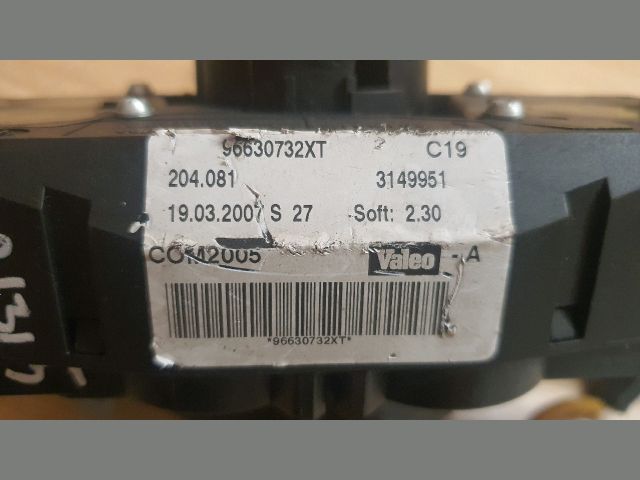 96630732XT C19
204.081 3149951
19.03.2007 S 27 Soft: 2.30
COM2005 Valeo - A
*96630732XT*